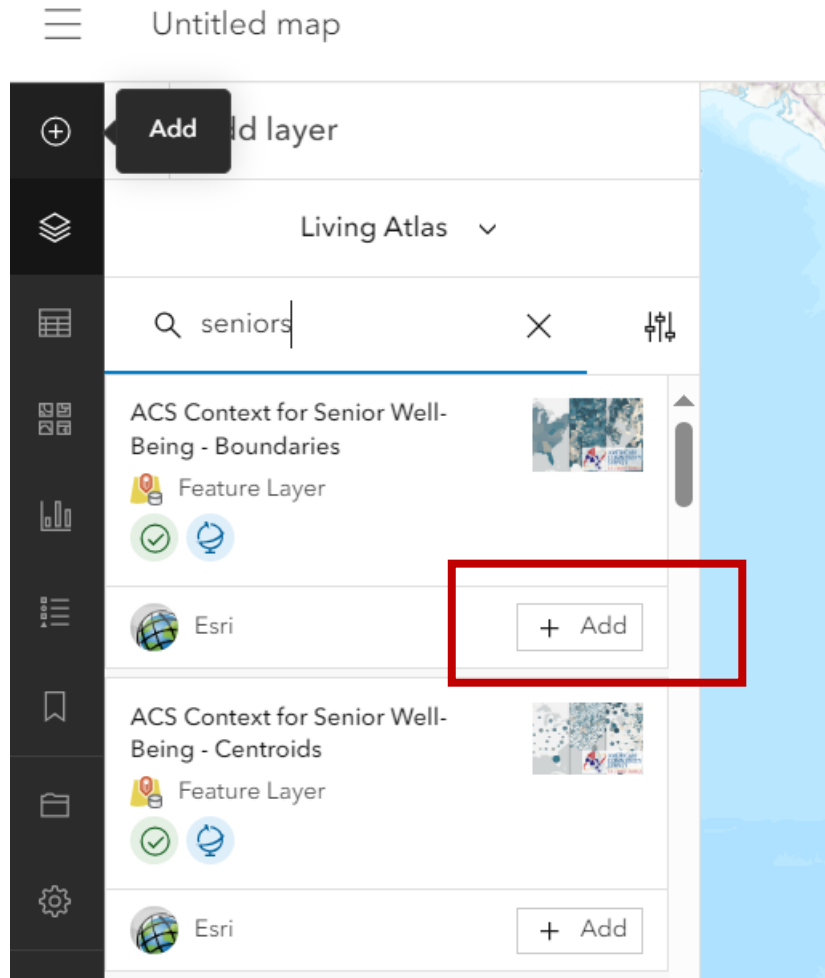 Untitled map
Add
dd layer
Living Atlas
seniors
ACS Context for Senior Well-
Being - Boundaries
Feature Layer
Esri
+ Add
ACS Context for Senior Well-
Being - Centroids
Feature Layer
Esri
+ Add